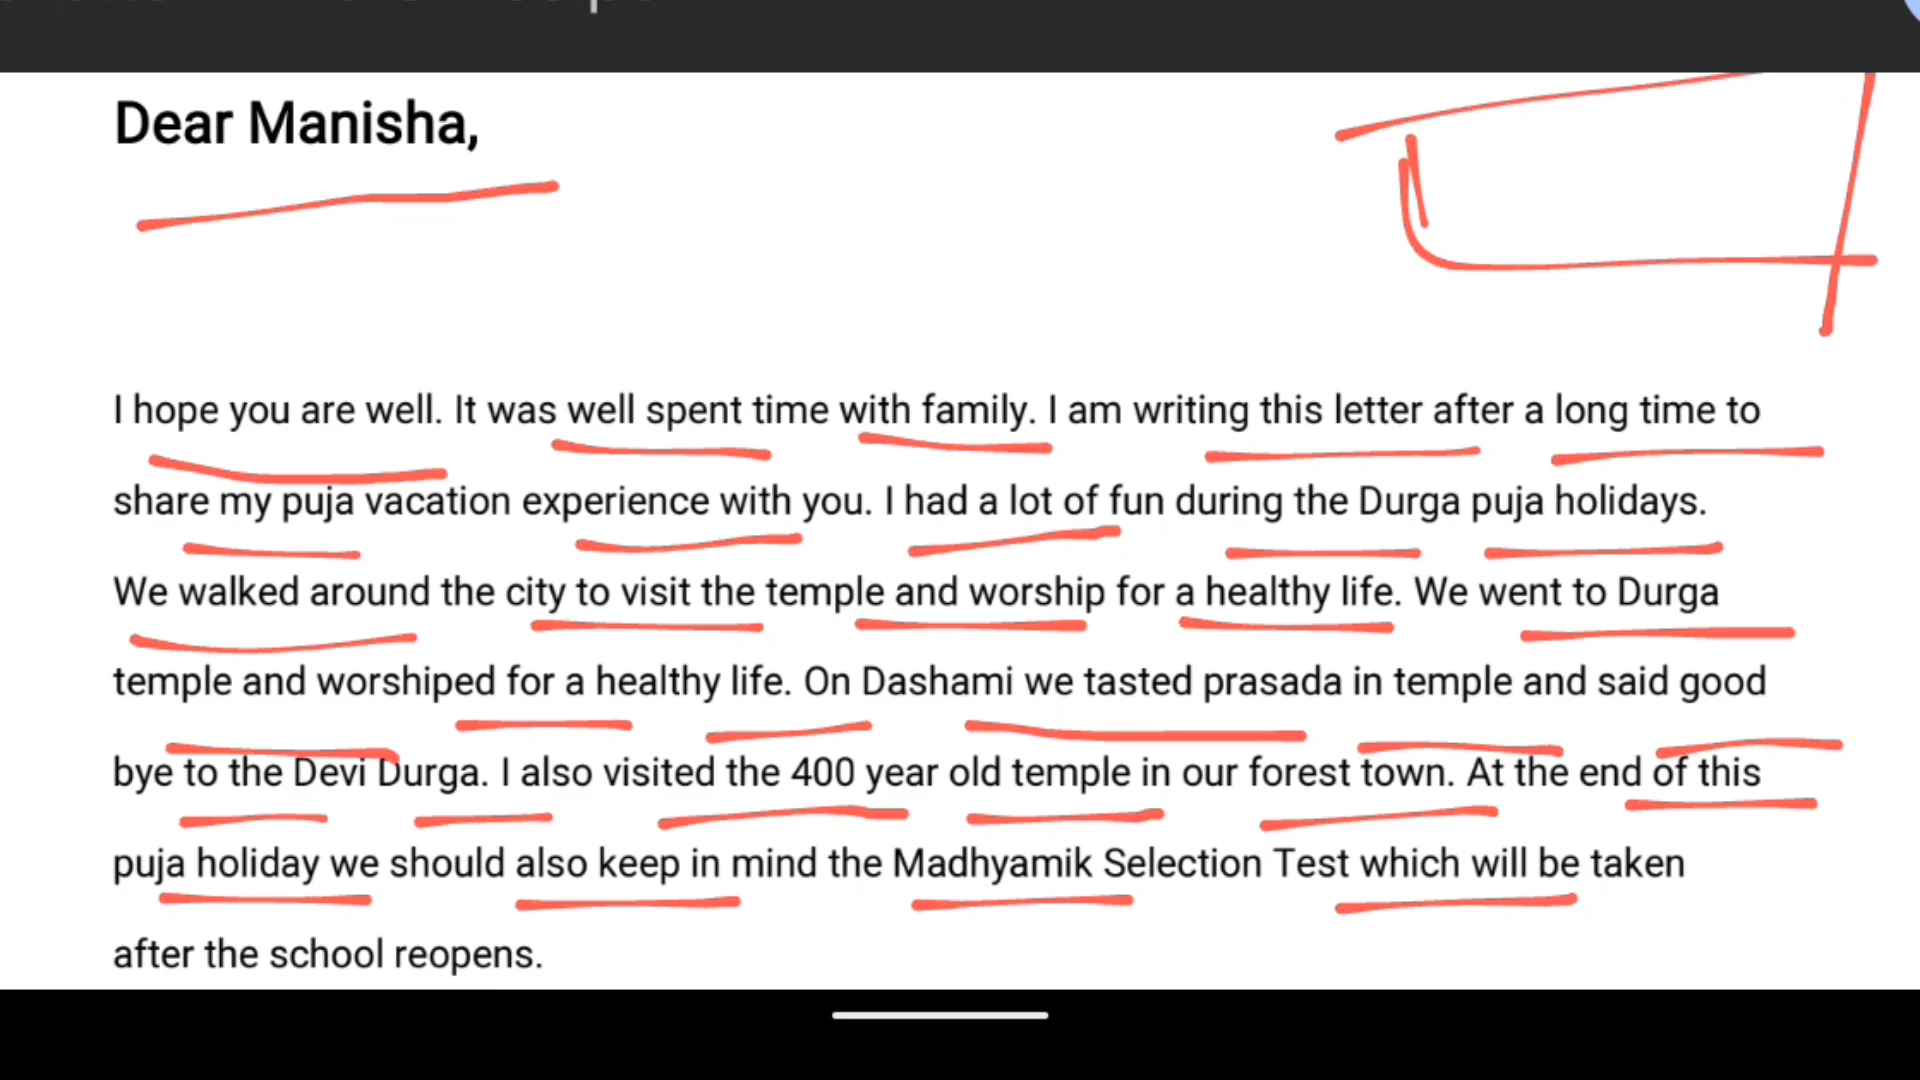 Dear Manisha,
I hope you are well. It was well spent time with family. I am writing this letter after a long time to
share my puja vacation experience with you. I had a lot of fun during the Durga puja holidays.
We walked around the city to visit the temple and worship for a healthy life. We went to Durga
temple and worshiped for a healthy life. On Dashami we tasted prasada in temple and said good
bye to the Devi Durga. I also visited the 400 year old temple in our forest town. At the end of this
puja holiday we should also keep in mind the Madhyamik Selection Test which will be taken
after the school reopens.